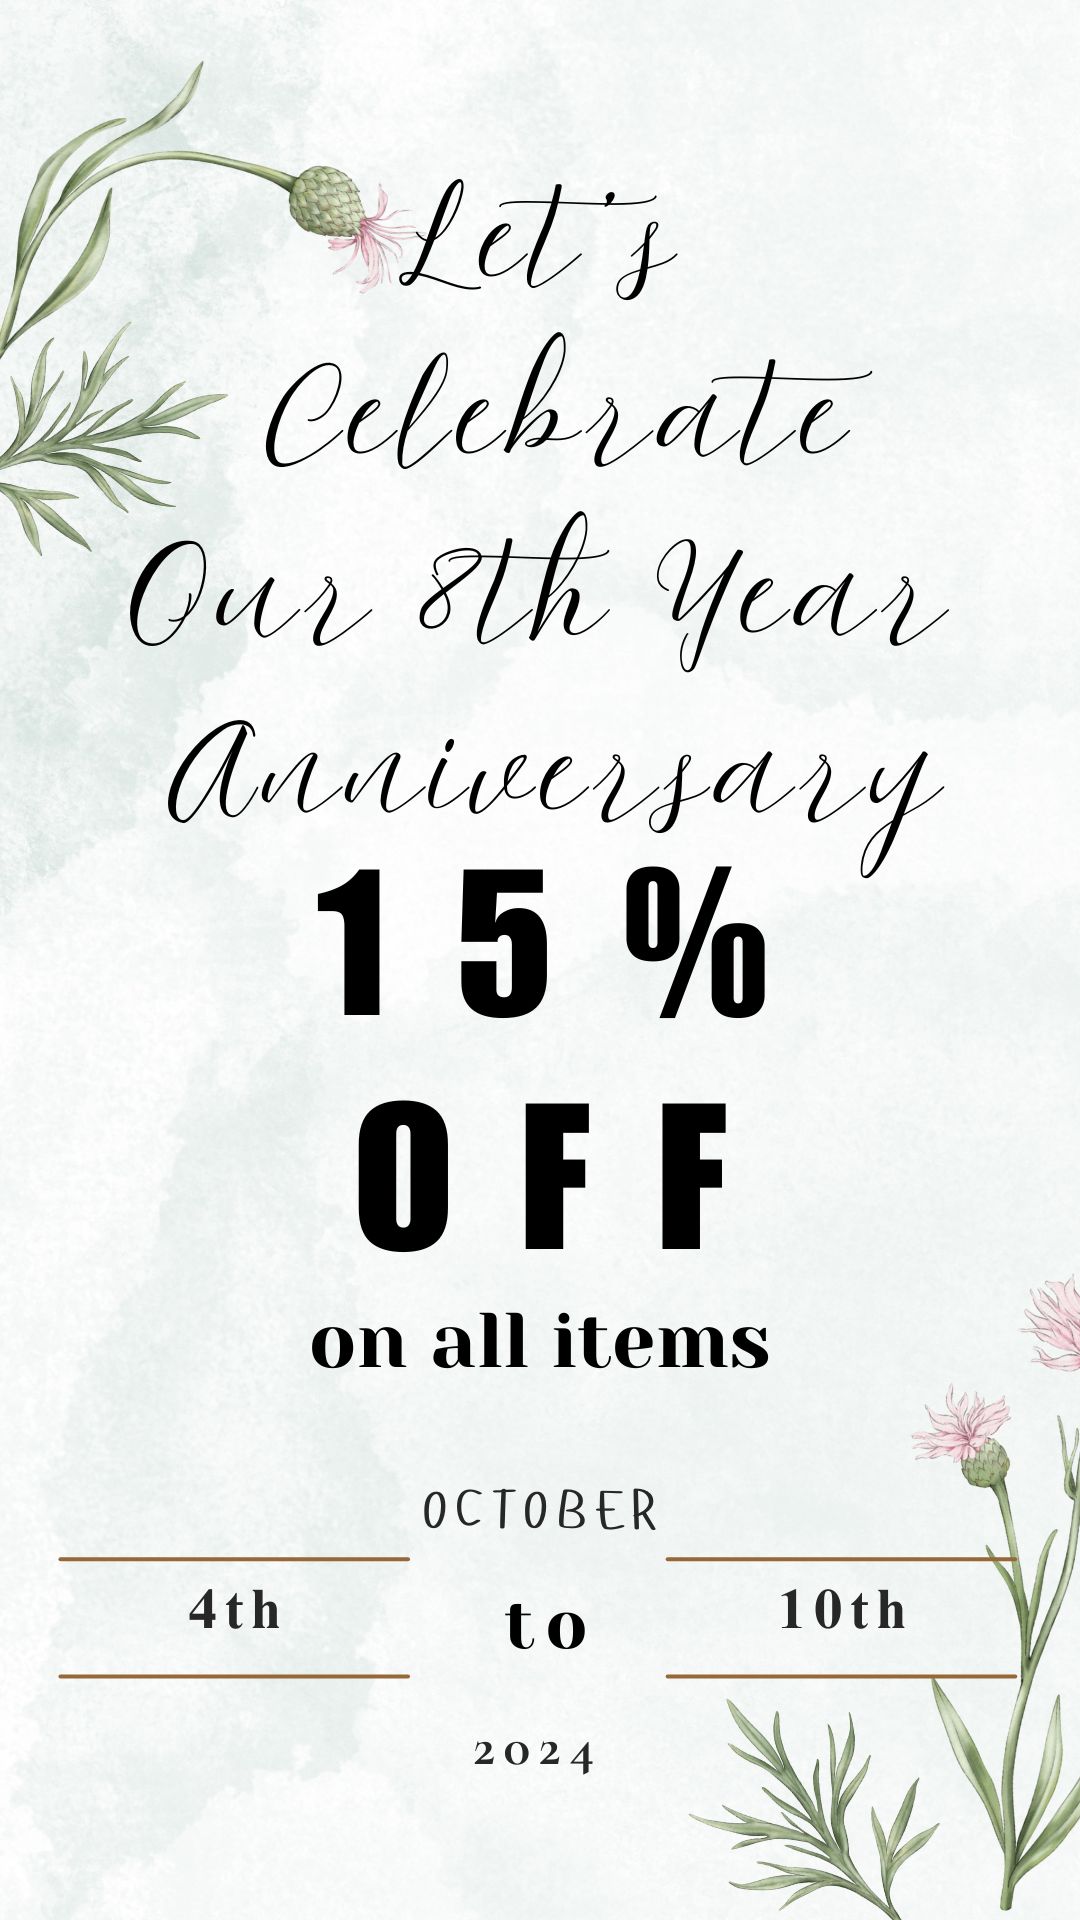 Let's
Celebrate
Our 8th Year
Anniversary
15%
OFF
on all items
OCTOBER
4th to 10th
2024